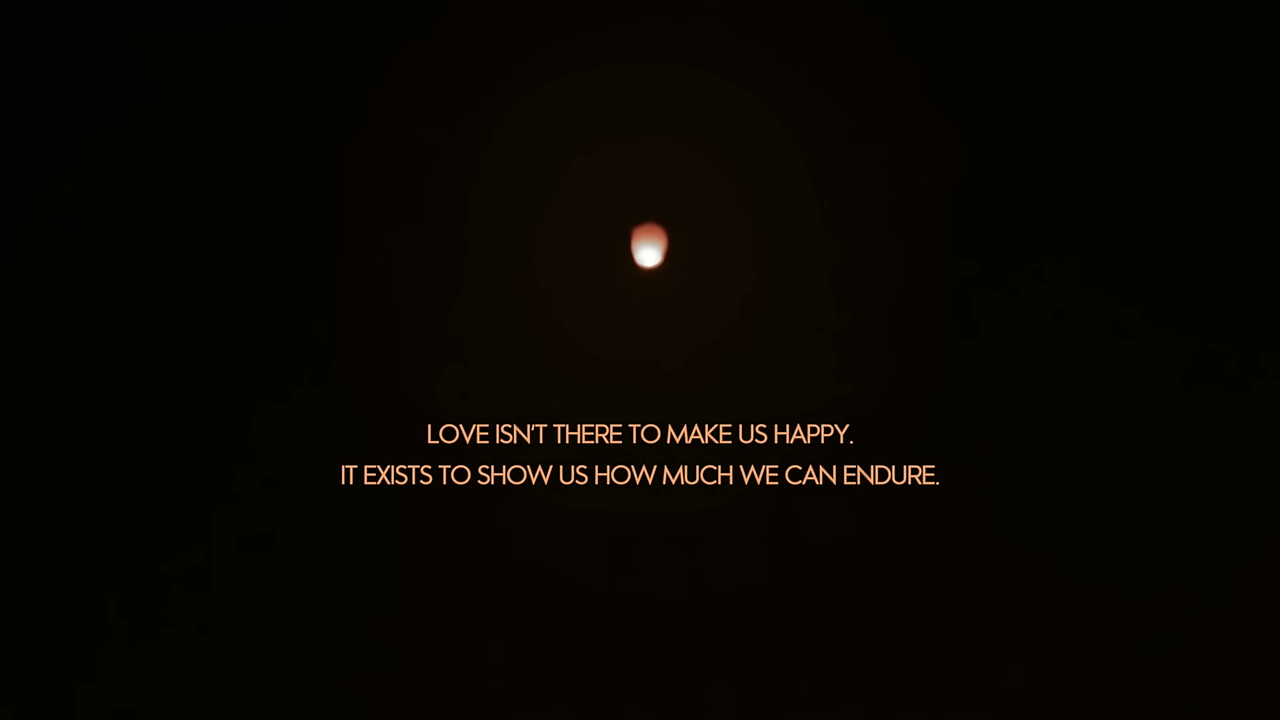 LOVE ISN'T THERE TO MAKE US HAPPY.
IT EXISTS TO SHOW US HOW MUCH WE CAN ENDURE.